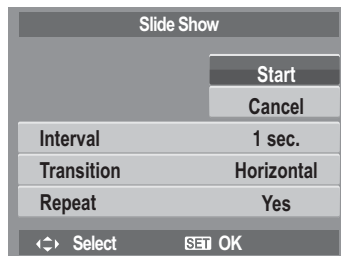 Slide Show
Start
Cancel
Interval 1 sec.
Transition Horizontal
Repeat Yes
Select SET OK